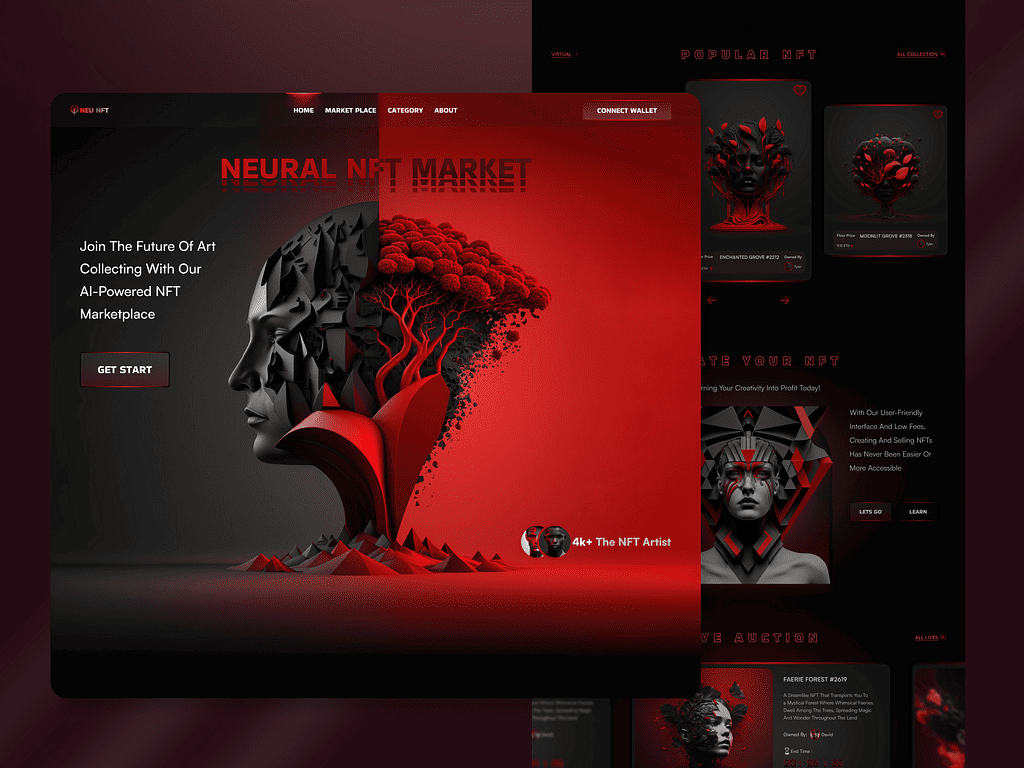 NEU NFT
HOME
MARKET PLACE
CATEGORY
ABOUT
CONNECT WALLET
NEURAL NFT MARKET
Join The Future Of Art
Collecting With Our
AI-Powered NFT
Marketplace
GET START
4k+ The NFT Artist
VIRTUAL
POPULAR NFT
ALL COLLECTION
Price
ENCHANTED GROVE #2212
Owned By
Tyler
Floor Price
MOONLIT GROVE #2318
Owned By
Tyler
ATE YOUR NFT
rning Your Creativity Into Profit Today!
With Our User-Friendly
Interface And Low Fees,
Creating And Selling NFTs
Has Never Been Easier Or
More Accessible
LETS GO
LEARN
VE AUCTION
ALL LIVES
FAERIE FOREST #2619
A Dreamlike NFT That Transports You To
a Mystical Forest Where Whimsical Faeries
Dwell Among The Trees, Spreading Magic
And Wonder Throughout The Land
Owned By:
David
End Time :